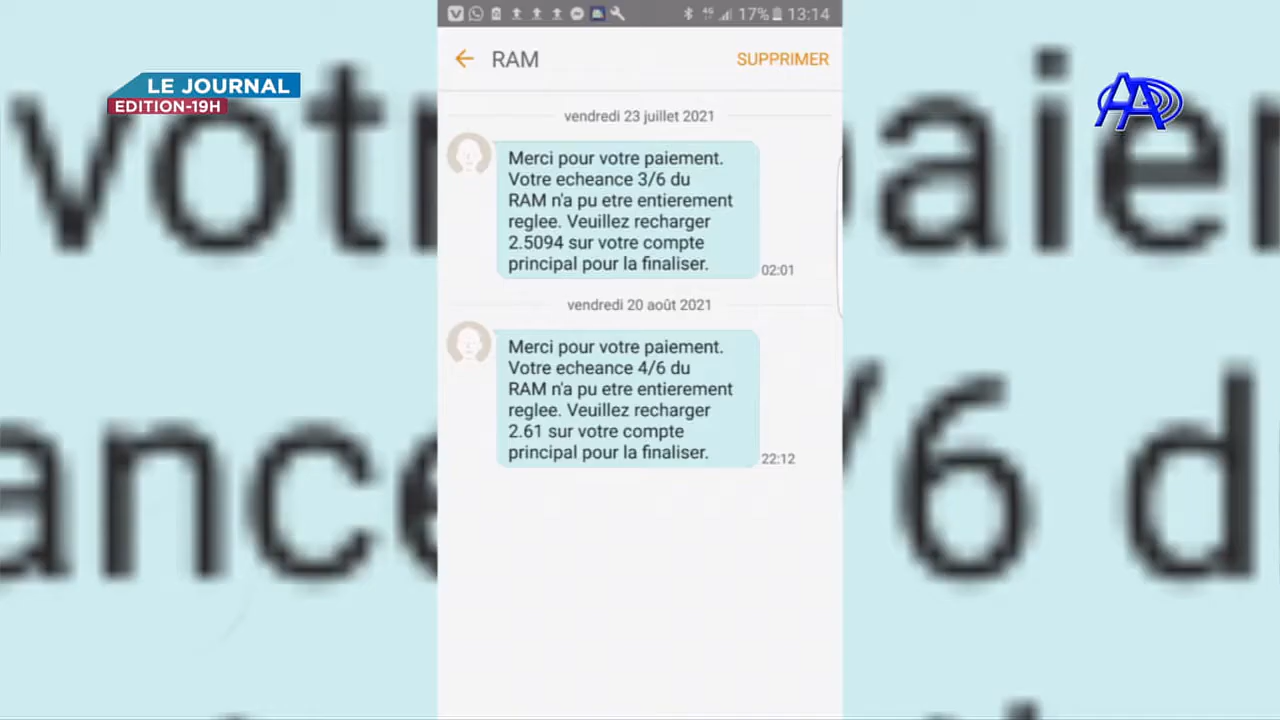 17% 13:14
RAM
SUPPRIMER
LE JOURNAL
EDITION-19H
AA
vendredi 23 juillet 2021
Merci pour votre paiement.
Votre echeance 3/6 du
RAM n'a pu etre entierement
reglee. Veuillez recharger
2.5094 sur votre compte
principal pour la finaliser.
02:01
vendredi 20 août 2021
Merci pour votre paiement.
Votre echeance 4/6 du
RAM n'a pu etre entierement
reglee. Veuillez recharger
2.61 sur votre compte
principal pour la finaliser.
22:12